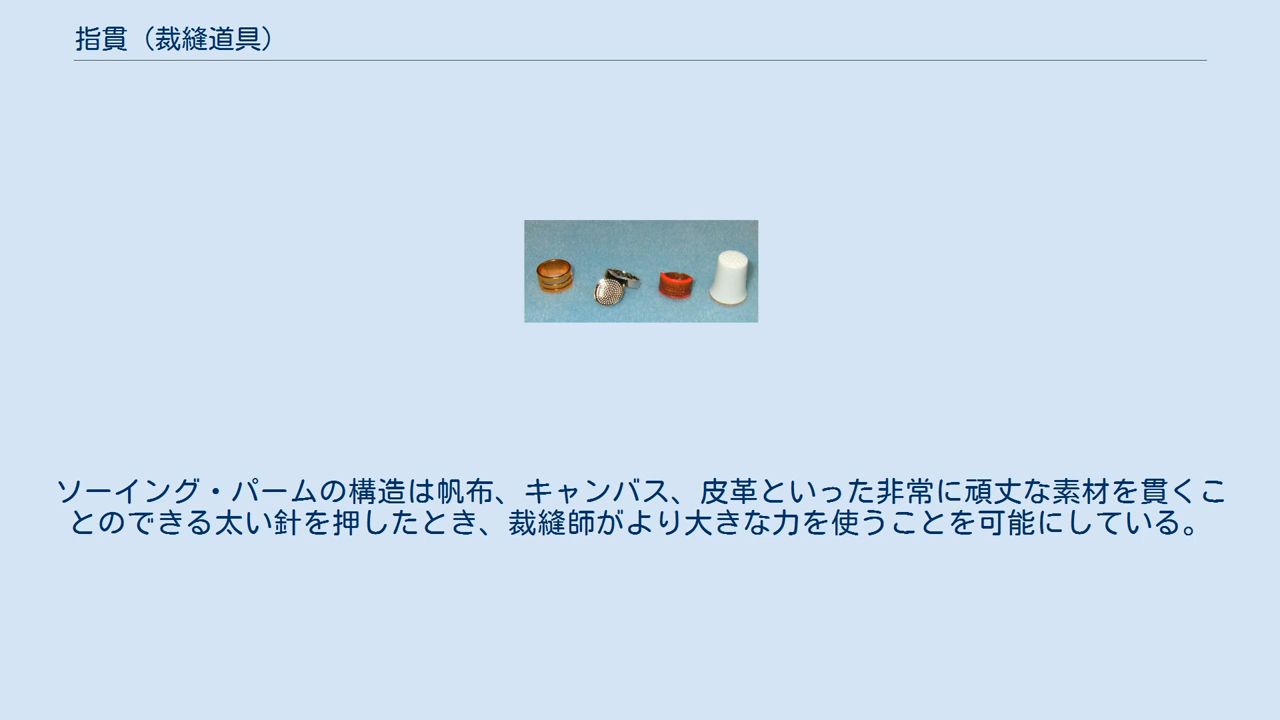 指貫（裁縫道具）
ソーイング・パームの構造は帆布、キャンバス、皮革といった非常に頑丈な素材を貫くこ
とのできる太い針を押したとき、裁縫師がより大きな力を使うことを可能にしている。